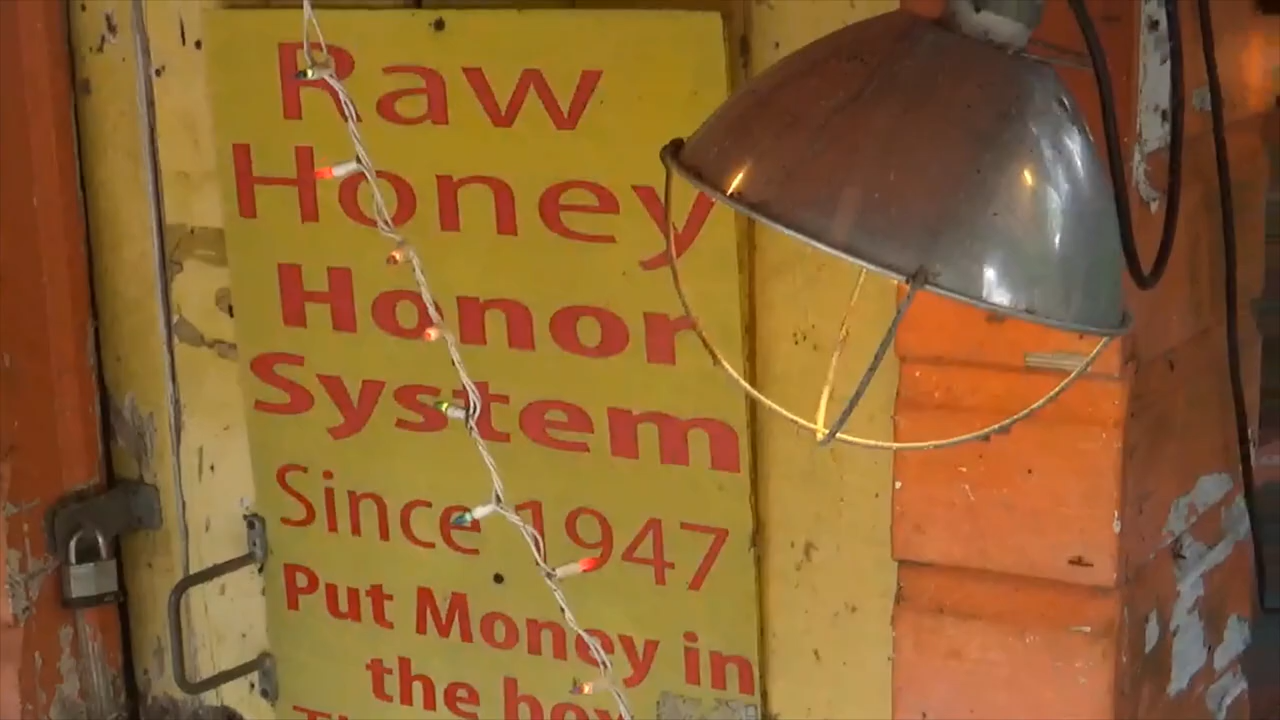 Raw
Honey
Honor
System
Since 1947
Put Money in
the box